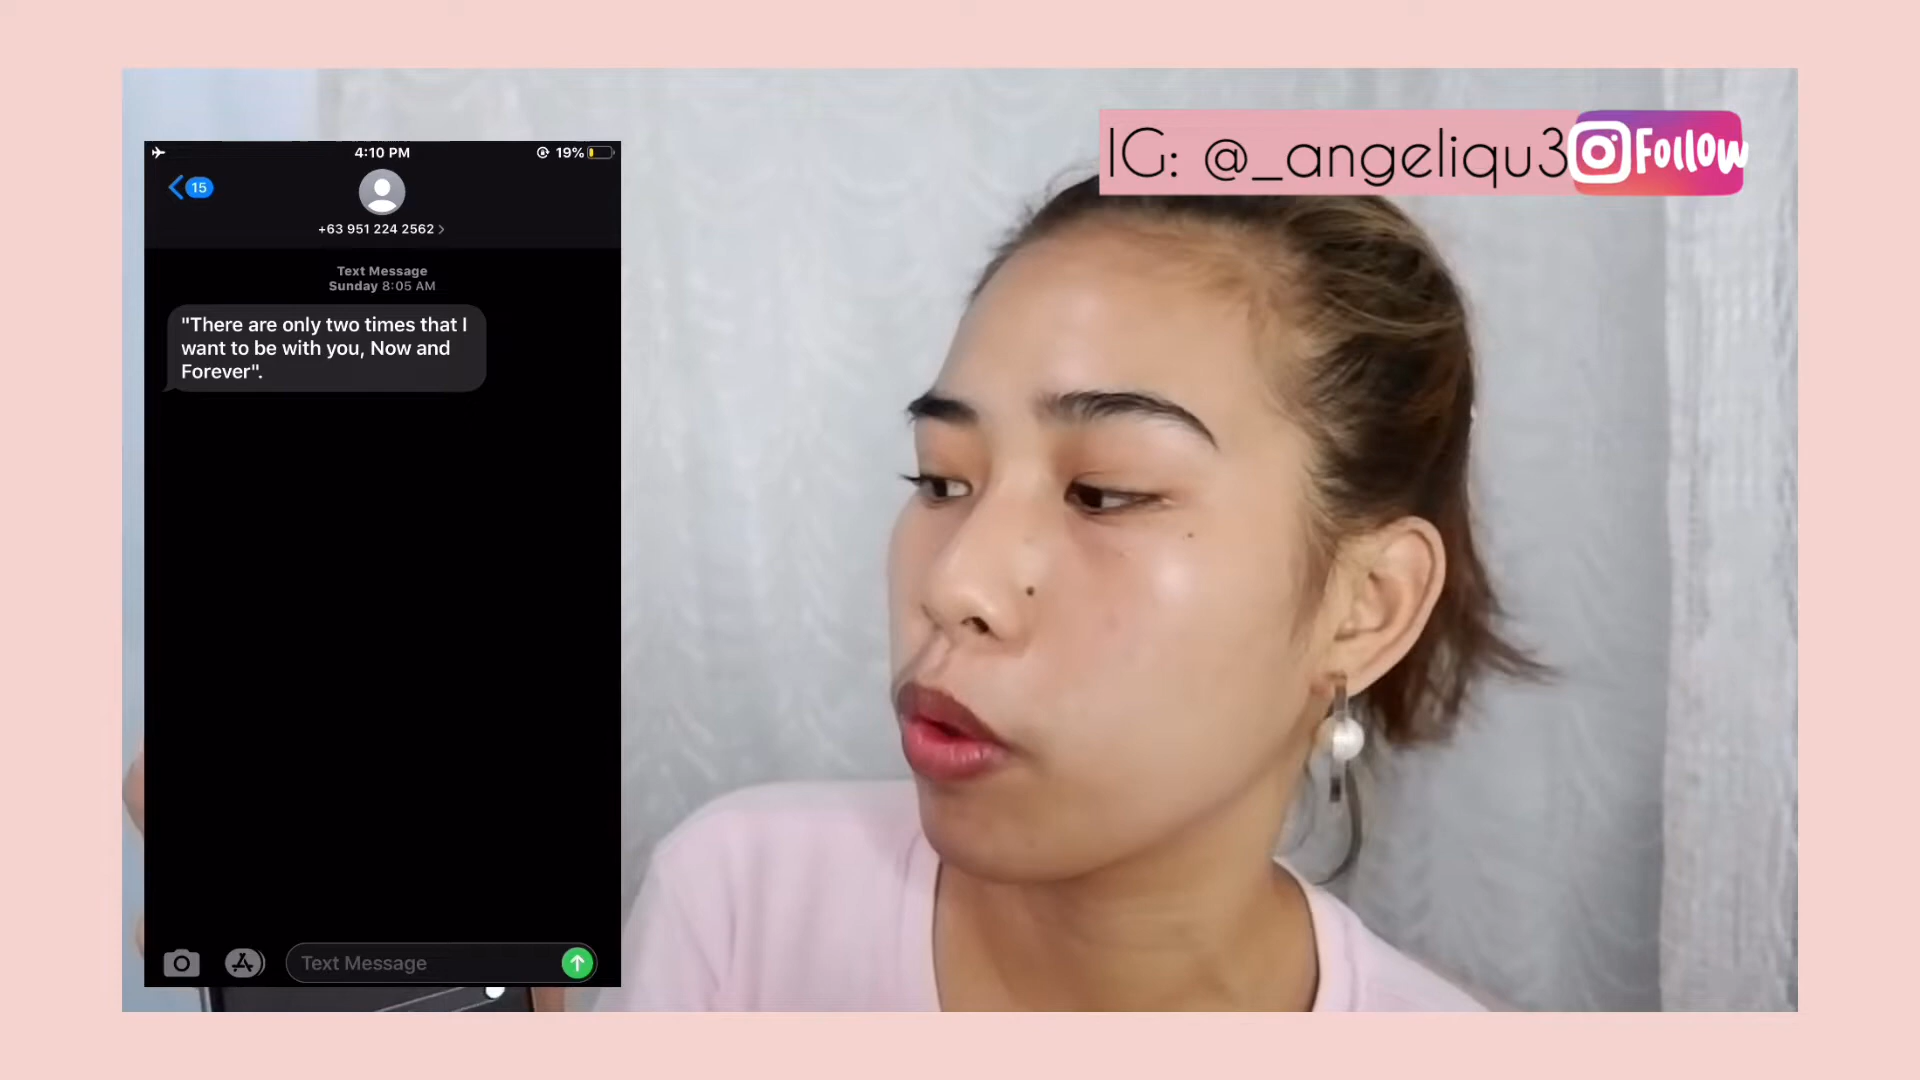 IG: @_angeliqu3
Follow
4:10 PM
19%
15
+63 951 224 2562
Text Message
Sunday 8:05 AM
"There are only two times that I
want to be with you, Now and
Forever".
Text Message